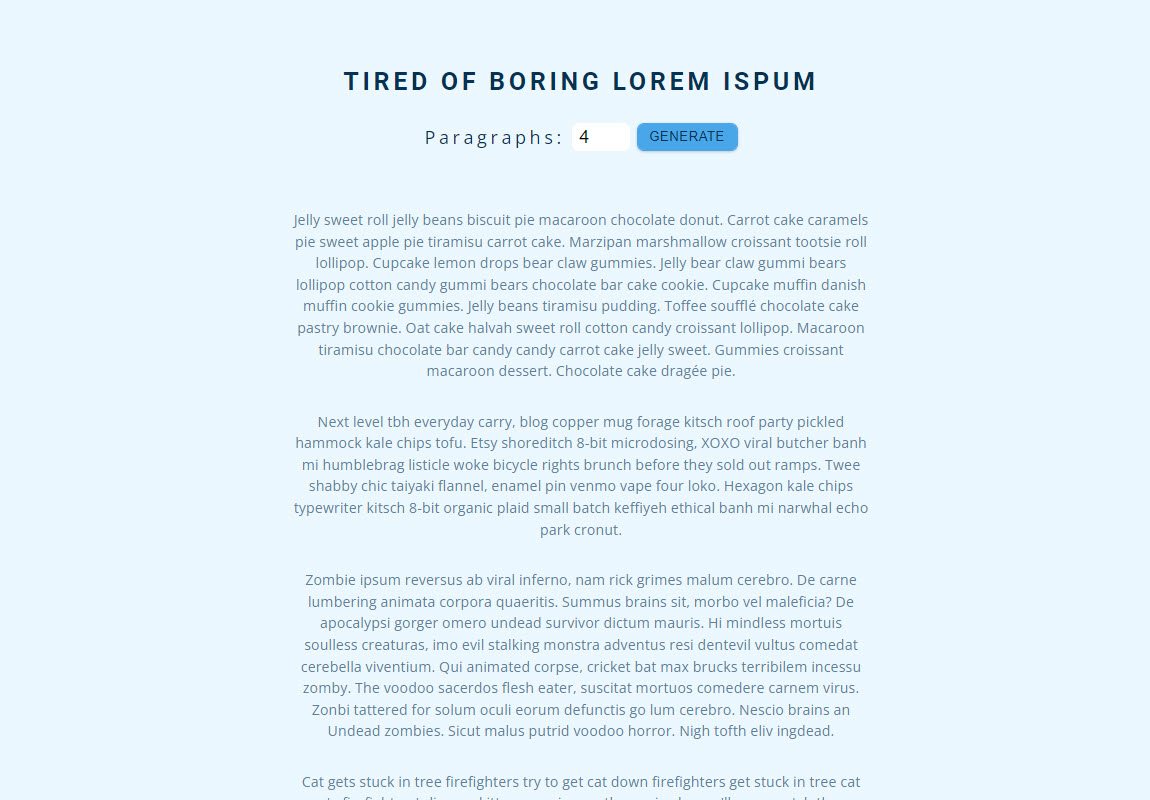 TIRED OF BORING LOREM ISPUM
Paragraphs: 4 GENERATE
Jelly sweet roll jelly beans biscuit pie macaroon chocolate donut. Carrot cake caramels
pie sweet apple pie tiramisu carrot cake. Marzipan marshmallow croissant tootsie roll
lollipop. Cupcake lemon drops bear claw gummies. Jelly bear claw gummi bears
lollipop cotton candy gummi bears chocolate bar cake cookie. Cupcake muffin danish
muffin cookie gummies. Jelly beans tiramisu pudding. Toffee soufflé chocolate cake
pastry brownie. Oat cake halvah sweet roll cotton candy croissant lollipop. Macaroon
tiramisu chocolate bar candy candy carrot cake jelly sweet. Gummies croissant
macaroon dessert. Chocolate cake dragée pie.
Next level tbh everyday carry, blog copper mug forage kitsch roof party pickled
hammock kale chips tofu. Etsy shoreditch 8-bit microdosing, XOXO viral butcher banh
mi humblebrag listicle woke bicycle rights brunch before they sold out ramps. Twee
shabby chic taiyaki flannel, enamel pin venmo vape four loko. Hexagon kale chips
typewriter kitsch 8-bit organic plaid small batch keffiyeh ethical banh mi narwhal echo
park cronut.
Zombie ipsum reversus ab viral inferno, nam rick grimes malum cerebro. De carne
lumbering animata corpora quaeritis. Summus brains sit, morbo vel maleficia? De
apocalypsi gorger omero undead survivor dictum mauris. Hi mindless mortuis
soulless creaturas, imo evil stalking monstra adventus resi dentevil vultus comedat
cerebella viventium. Qui animated corpse, cricket bat max brucks terribilem incessu
zomby. The voodoo sacerdos flesh eater, suscitat mortuos comedere carnem virus.
Zonbi tattered for solum oculi eorum defunctis go lum cerebro. Nescio brains an
Undead zombies. Sicut malus putrid voodoo horror. Nigh tofth eliv ingdead.
Cat gets stuck in tree firefighters try to get cat down firefighters get stuck in tree cat